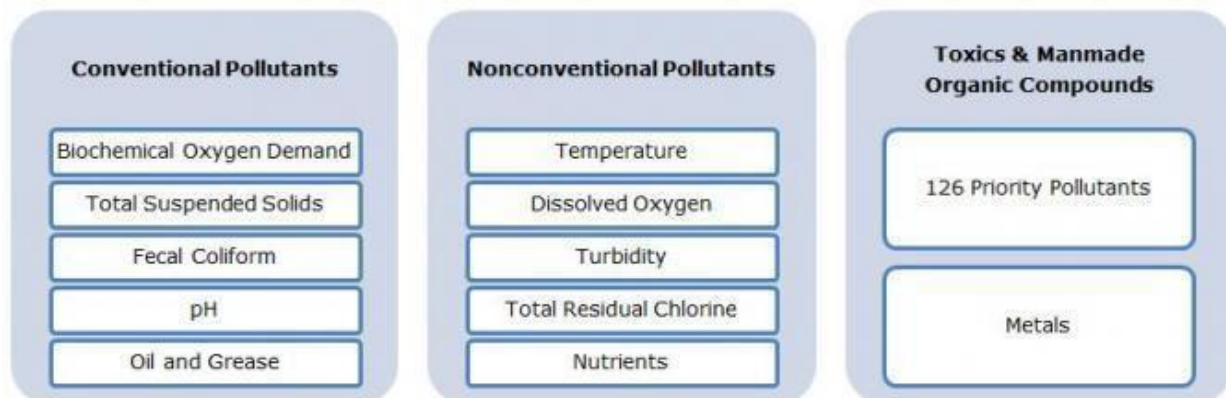 Conventional Pollutants
Biochemical Oxygen Demand
Total Suspended Solids
Fecal Coliform
pH
Oil and Grease
Nonconventional Pollutants
Temperature
Dissolved Oxygen
Turbidity
Total Residual Chlorine
Nutrients
Toxics & Manmade
Organic Compounds
126 Priority Pollutants
Metals